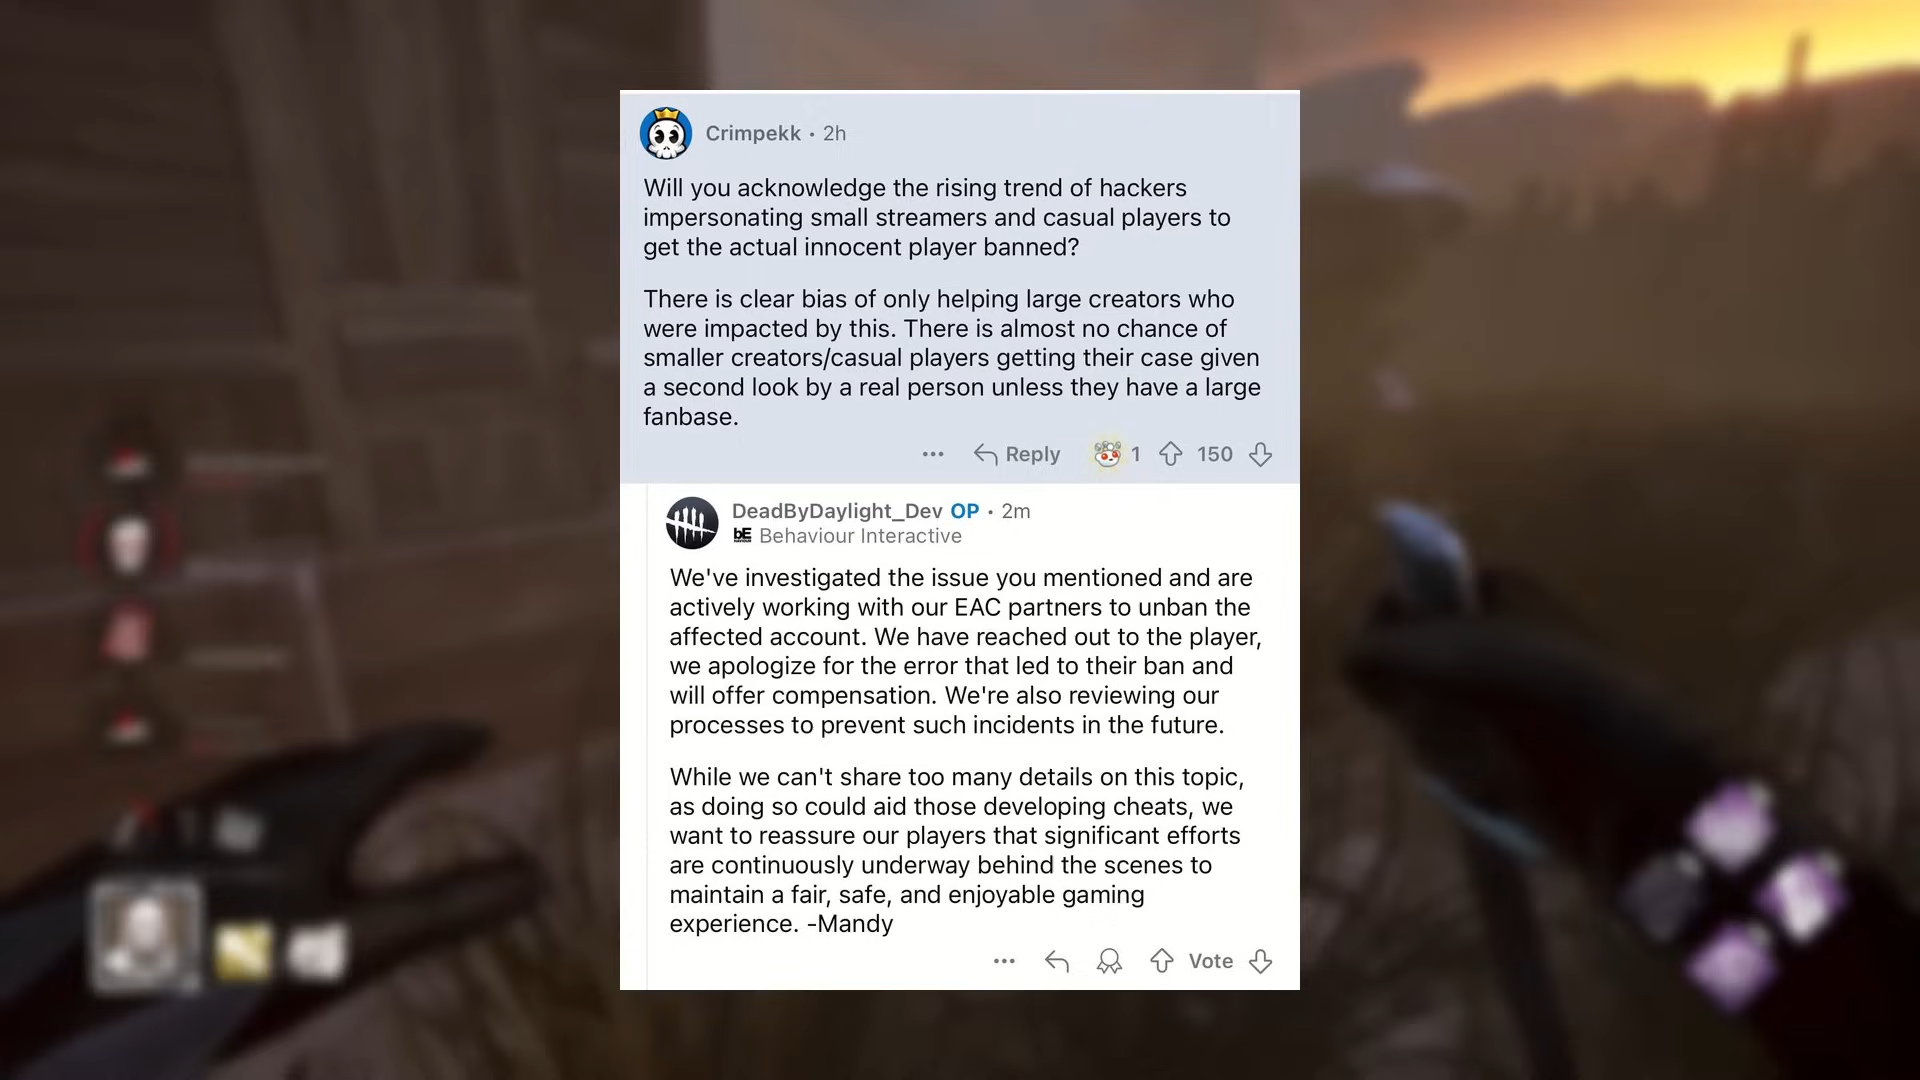 Crimpekk • 2h
Will you acknowledge the rising trend of hackers
impersonating small streamers and casual players to
get the actual innocent player banned?
There is clear bias of only helping large creators who
were impacted by this. There is almost no chance of
smaller creators/casual players getting their case given
a second look by a real person unless they have a large
fanbase.
... Reply 1 150
DeadByDaylight_Dev OP • 2m
bE Behaviour Interactive
We've investigated the issue you mentioned and are
actively working with our EAC partners to unban the
affected account. We have reached out to the player,
we apologize for the error that led to their ban and
will offer compensation. We're also reviewing our
processes to prevent such incidents in the future.
While we can't share too many details on this topic,
as doing so could aid those developing cheats, we
want to reassure our players that significant efforts
are continuously underway behind the scenes to
maintain a fair, safe, and enjoyable gaming
experience. -Mandy
... Vote